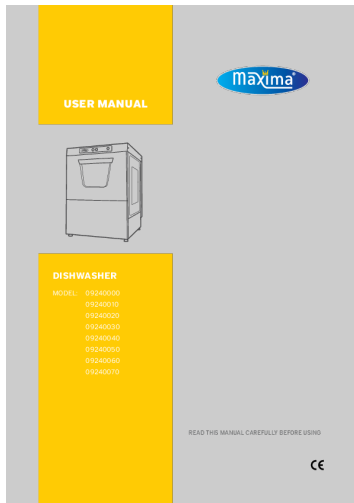 USER MANUAL
maxima®
DISHWASHER
MODEL: 09240000
09240010
09240020
09240030
09240040
09240050
09240060
09240070
READ THIS MANUAL CAREFULLY BEFORE USING
CE